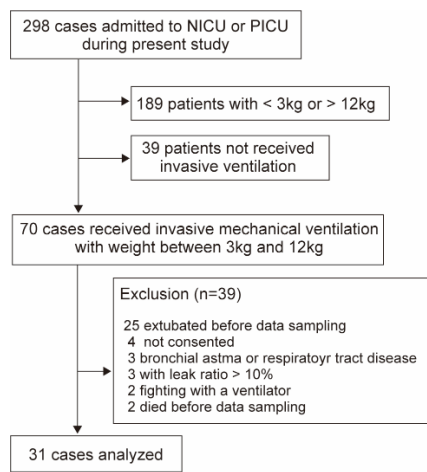 298 cases admitted to NICU or PICU
during present study
189 patients with < 3kg or > 12kg
39 patients not received
invasive ventilation
70 cases received invasive mechanical ventilation
with weight between 3kg and 12kg
Exclusion (n=39)
25 extubated before data sampling
4 not consented
3 bronchial astma or respiratoyr tract disease
3 with leak ratio > 10%
2 fighting with a ventilator
2 died before data sampling
31 cases analyzed